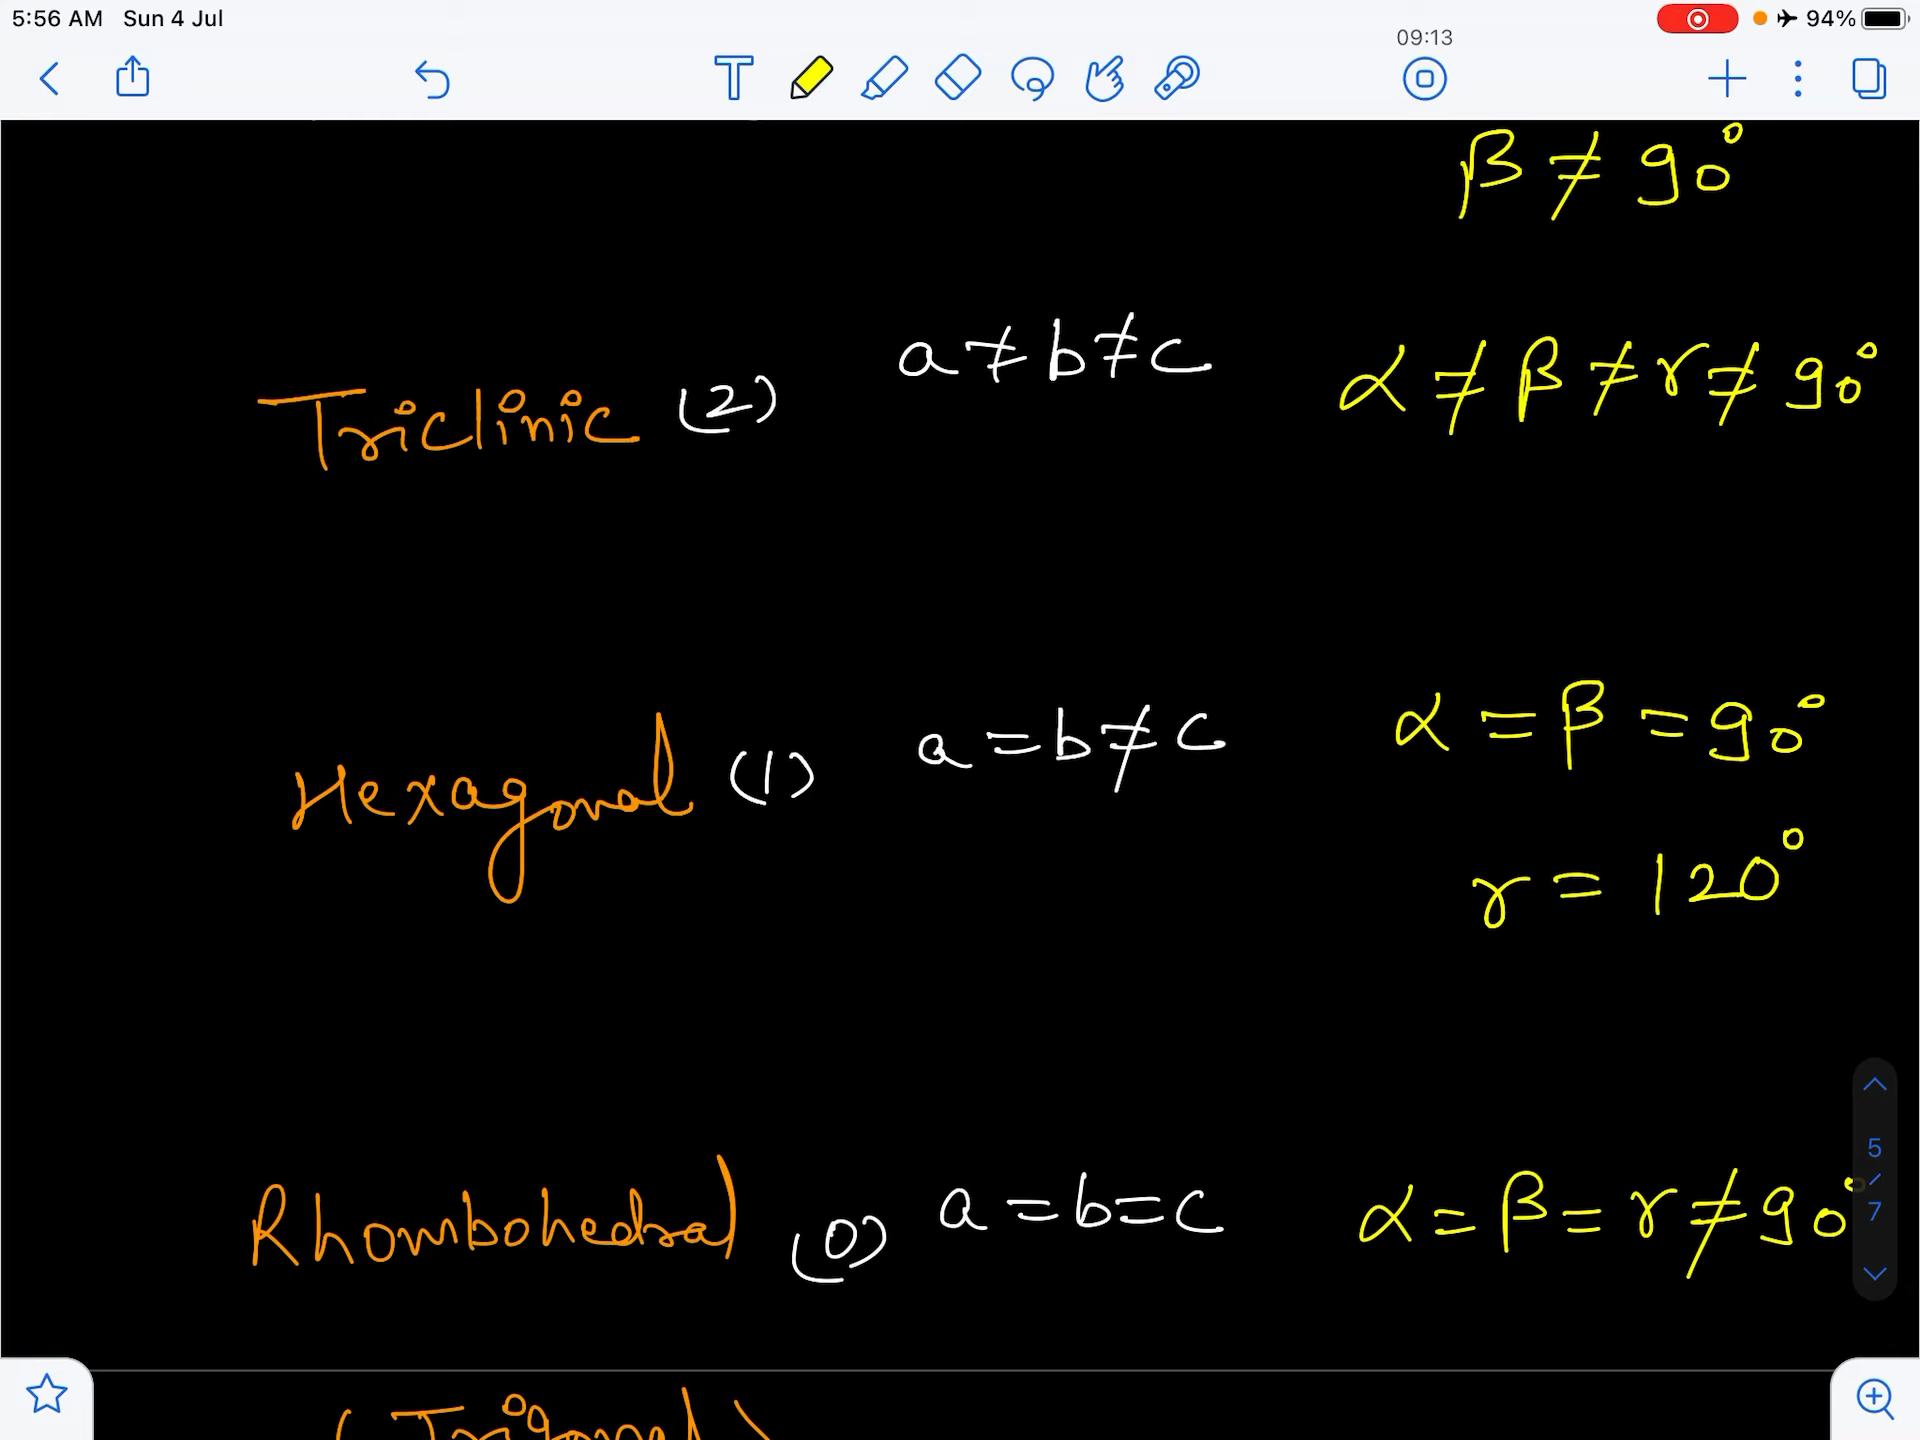 5:56 AM Sun 4 Jul
94%
09:13
T
β ≠ 90°
Triclinic (2) a ≠ b ≠ c α ≠ β ≠ γ ≠ 90°
Hexagonal (1) a = b ≠ c α = β = 90°
γ = 120°
Rhombohedral (0) a = b = c α = β = γ ≠ 90°
5
/
7
(Trigonal)